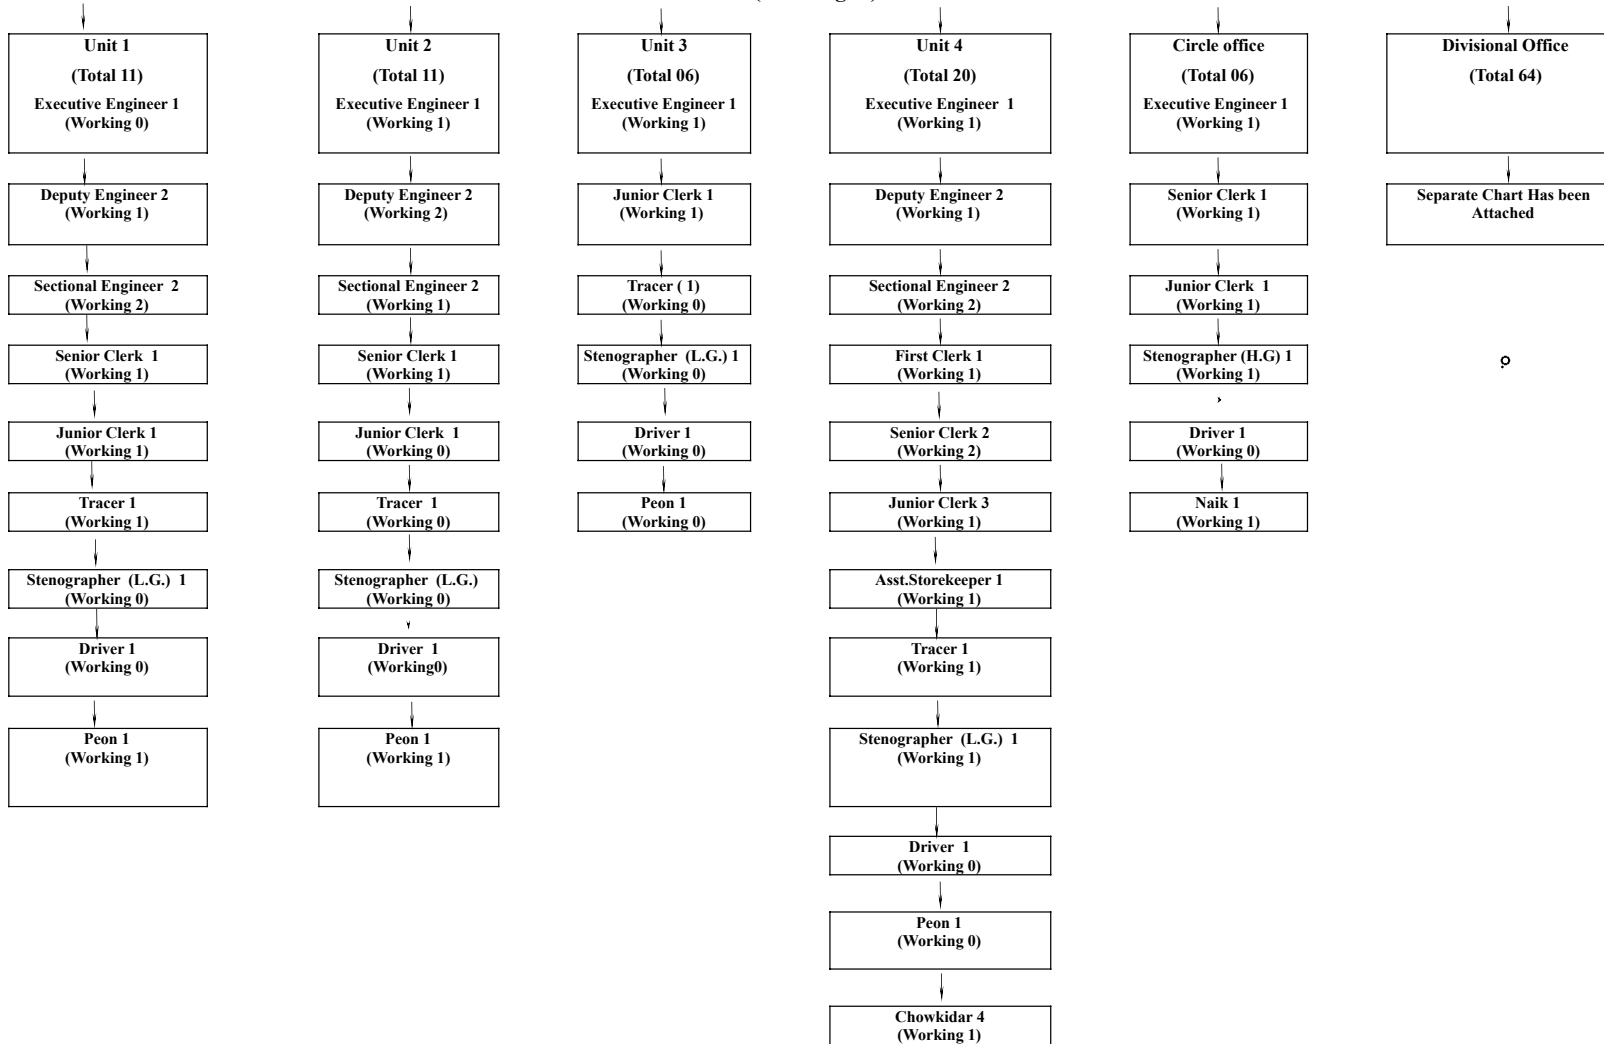 Unit 1
(Total 11)
Executive Engineer 1
(Working 0)
Deputy Engineer 2
(Working 1)
Sectional Engineer 2
(Working 2)
Senior Clerk 1
(Working 1)
Junior Clerk 1
(Working 1)
Tracer 1
(Working 1)
Stenographer (L.G.) 1
(Working 0)
Driver 1
(Working 0)
Peon 1
(Working 1)
Unit 2
(Total 11)
Executive Engineer 1
(Working 1)
Deputy Engineer 2
(Working 2)
Sectional Engineer 2
(Working 1)
Senior Clerk 1
(Working 1)
Junior Clerk 1
(Working 0)
Tracer 1
(Working 0)
Stenographer (L.G.)
(Working 0)
Driver 1
(Working0)
Peon 1
(Working 1)
Unit 3
(Total 06)
Executive Engineer 1
(Working 1)
Junior Clerk 1
(Working 1)
Tracer ( 1)
(Working 0)
Stenographer (L.G.) 1
(Working 0)
Driver 1
(Working 0)
Peon 1
(Working 0)
Unit 4
(Total 20)
Executive Engineer 1
(Working 1)
Deputy Engineer 2
(Working 1)
Sectional Engineer 2
(Working 2)
First Clerk 1
(Working 1)
Senior Clerk 2
(Working 2)
Junior Clerk 3
(Working 1)
Asst.Storekeeper 1
(Working 1)
Tracer 1
(Working 1)
Stenographer (L.G.) 1
(Working 1)
Driver 1
(Working 0)
Peon 1
(Working 0)
Chowkidar 4
(Working 1)
Circle office
(Total 06)
Executive Engineer 1
(Working 1)
Senior Clerk 1
(Working 1)
Junior Clerk 1
(Working 1)
Stenographer (H.G) 1
(Working 1)
Driver 1
(Working 0)
Naik 1
(Working 1)
Divisional Office
(Total 64)
Separate Chart Has been
Attached